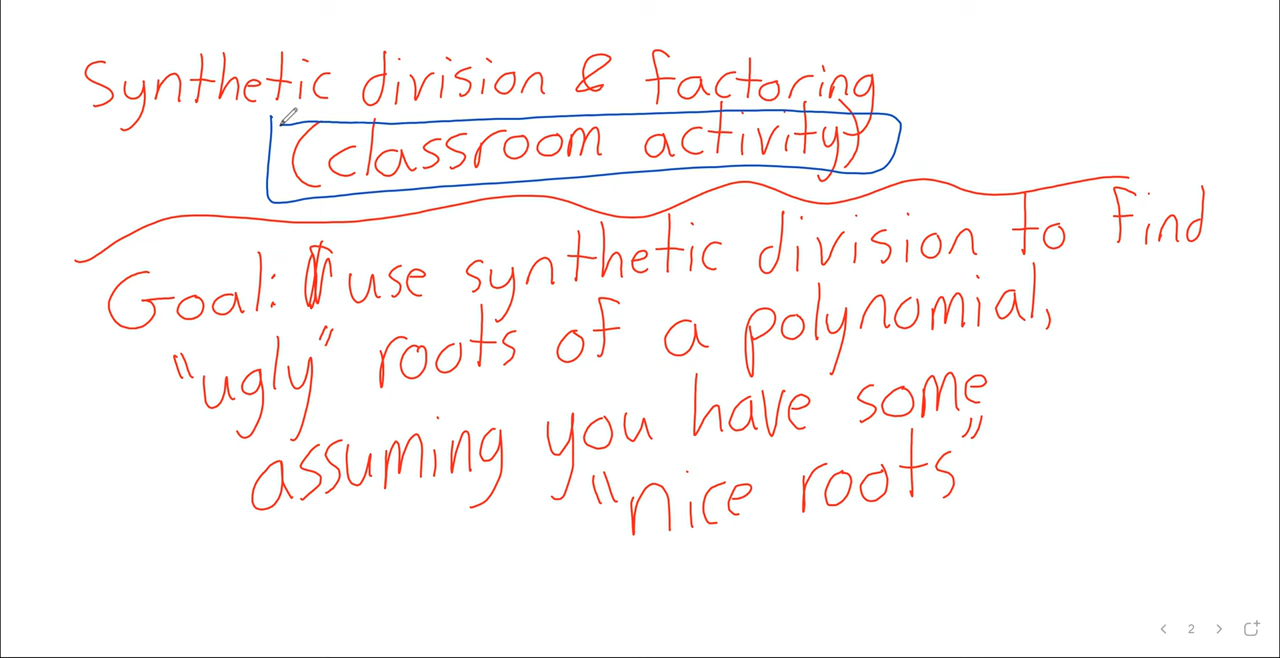 Synthetic division & factoring
(classroom activity)
Goal: use synthetic division to find
"ugly" roots of a polynomial,
assuming you have some
"nice roots"
2